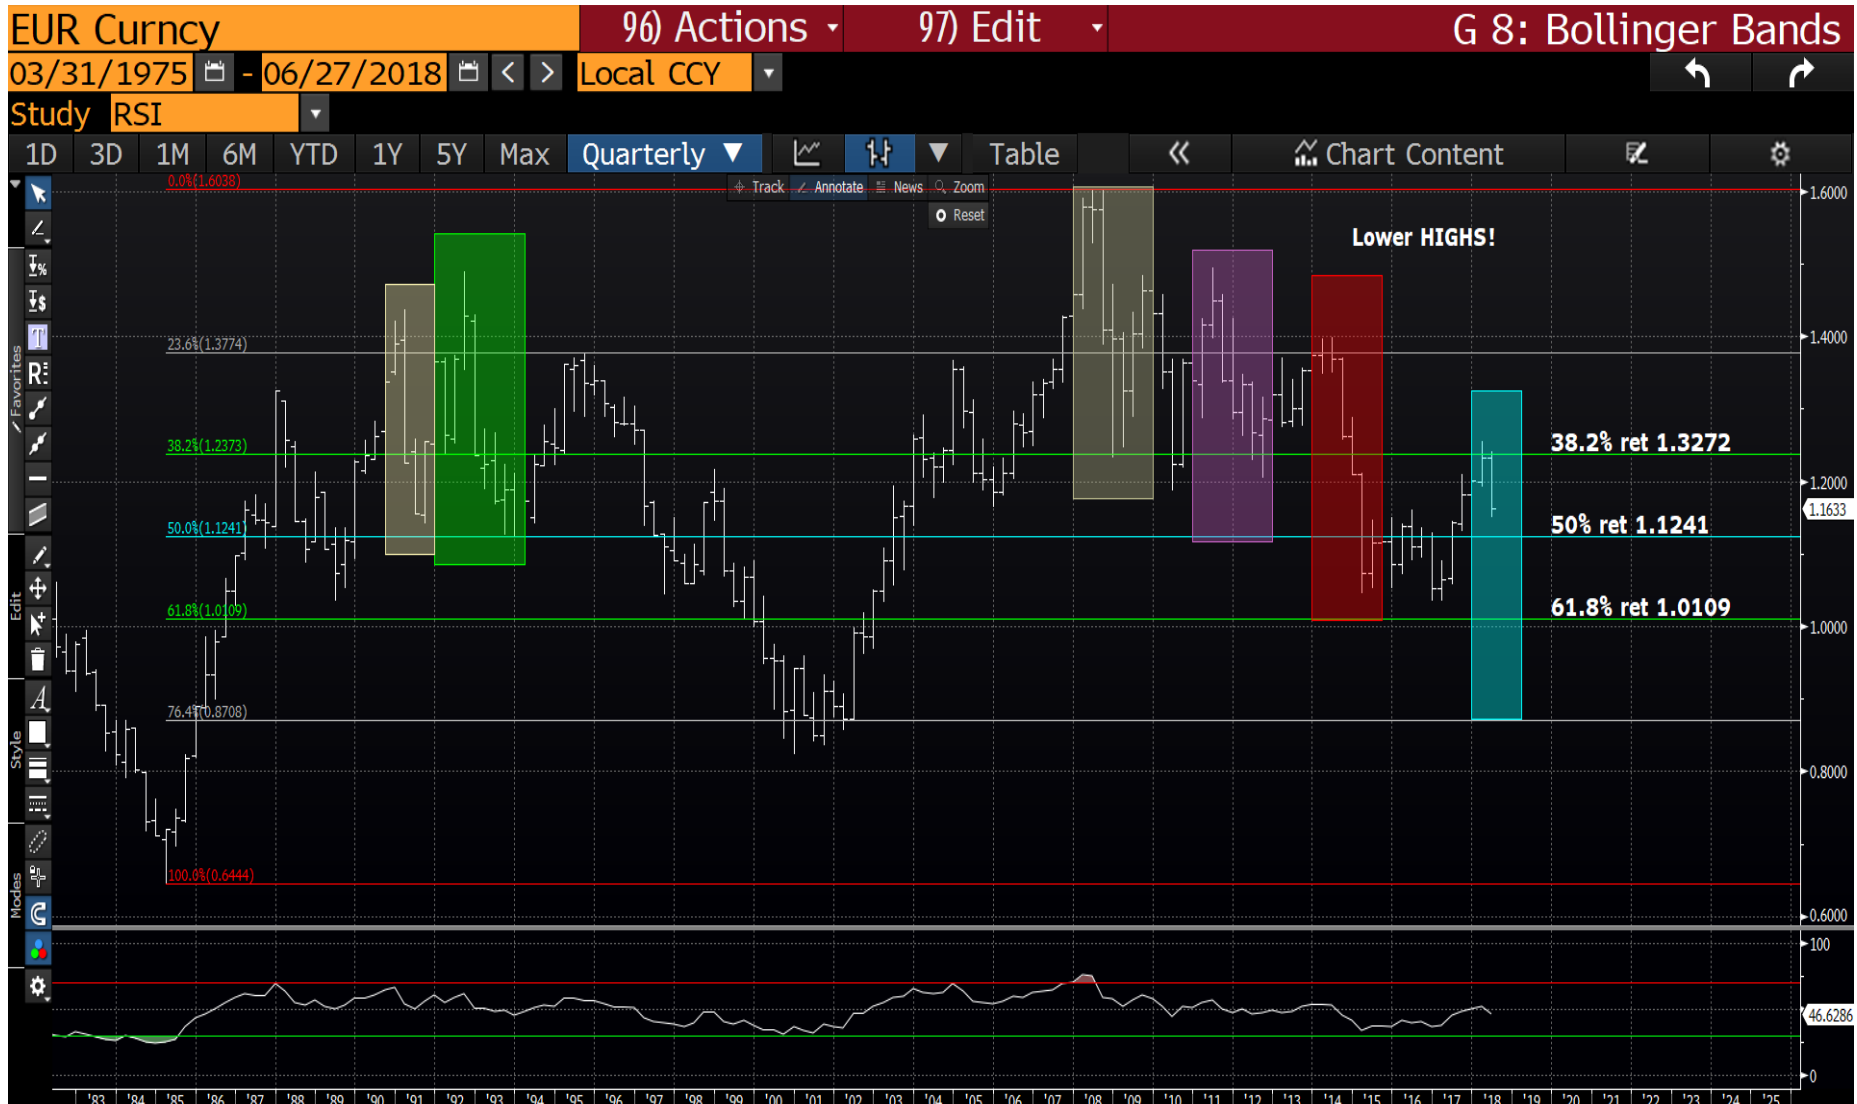 EUR Curncy 96) Actions 97) Edit G 8: Bollinger Bands
03/31/1975 - 06/27/2018 Local CCY
Study RSI
1D 3D 1M 6M YTD 1Y 5Y Max Quarterly Table Chart Content
Track Annotate News Zoom
Reset
0.0%(1.6038)
Lower HIGHS!
23.6%(1.3774)
38.2%(1.2373)
38.2% ret 1.3272
50.0%(1.1241)
50% ret 1.1241
61.8%(1.0109)
61.8% ret 1.0109
76.4%(0.8708)
100.0%(0.6444)
1.6000
1.4000
1.2000
1.1633
1.0000
0.8000
0.6000
100
46.6286
0
Favorites
Edit
Style
Modes
'83 '84 '85 '86 '87 '88 '89 '90 '91 '92 '93 '94 '95 '96 '97 '98 '99 '00 '01 '02 '03 '04 '05 '06 '07 '08 '09 '10 '11 '12 '13 '14 '15 '16 '17 '18 '19 '20 '21 '22 '23 '24 '25